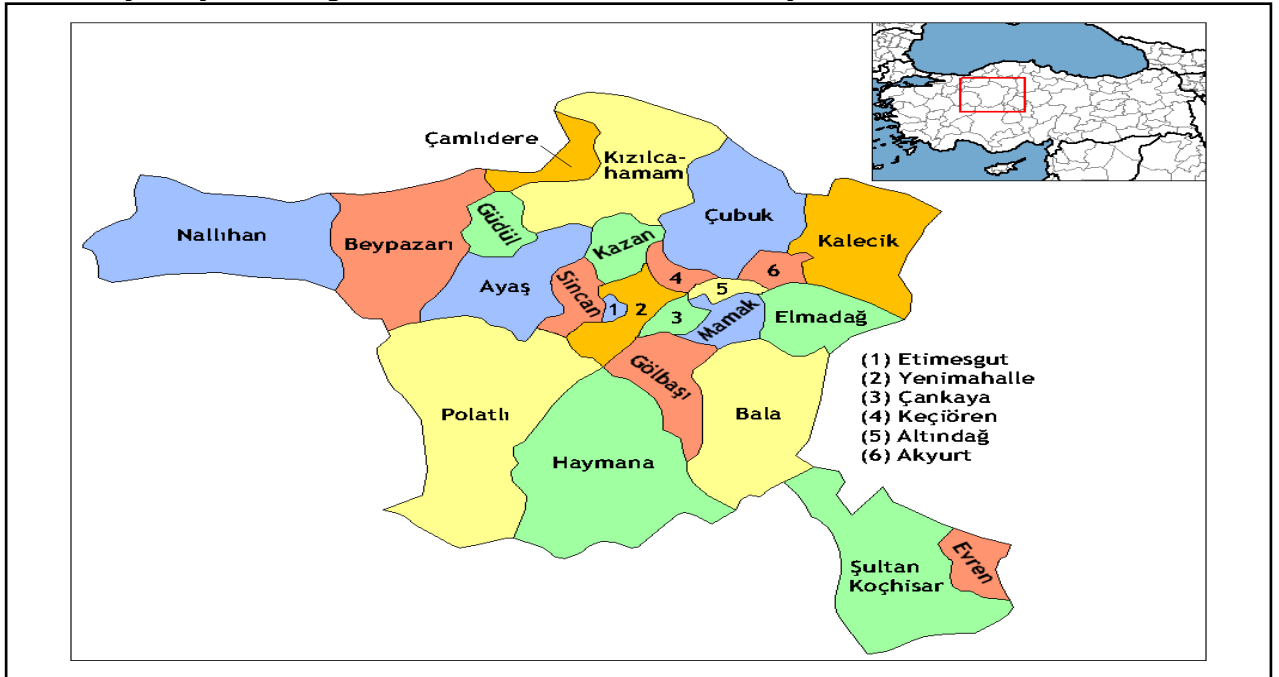 Çamlıdere
Kızılca-
hamam
Çubuk
Güdül
Nallıhan
Beypazarı
Kazan
Kalecik
Ayaş
Sincan
4
6
5
1
2
3
Mamak
Elmadağ
Gölbaşı
Polatlı
Bala
Haymana
(1) Etimesgut
(2) Yenimahalle
(3) Çankaya
(4) Keçiören
(5) Altındağ
(6) Akyurt
Şultan
Koçhisar
Evren